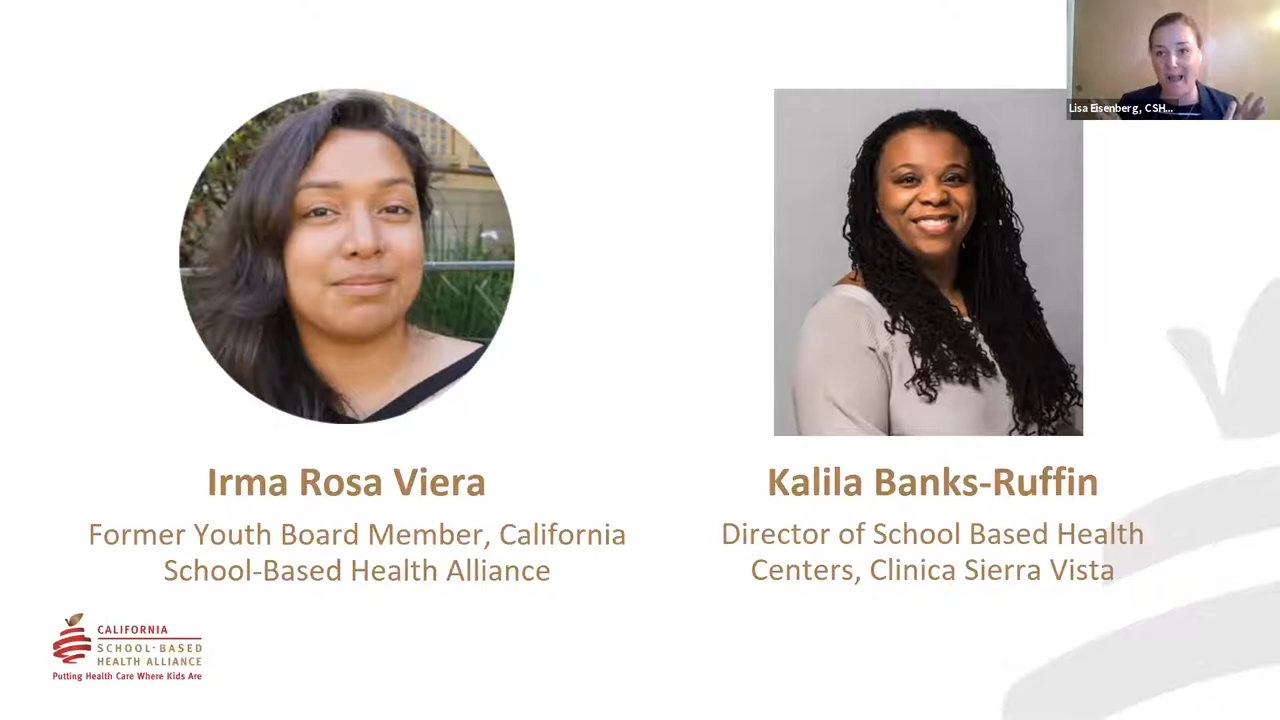 Lisa Eisenberg, CSH...
Irma Rosa Viera
Former Youth Board Member, California
School-Based Health Alliance
Kalila Banks-Ruffin
Director of School Based Health
Centers, Clinica Sierra Vista
CALIFORNIA
SCHOOL-BASED
HEALTH ALLIANCE
Putting Health Care Where Kids Are